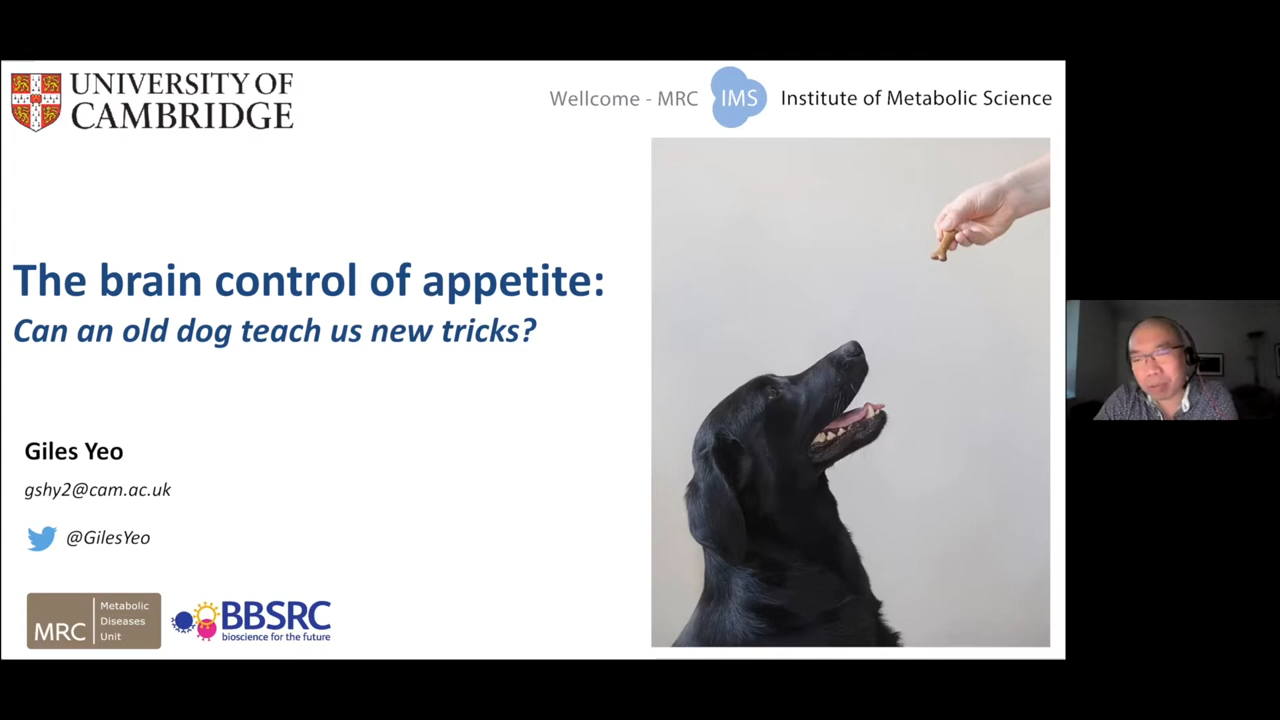 UNIVERSITY OF
CAMBRIDGE
Wellcome - MRC IMS Institute of Metabolic Science
The brain control of appetite:
Can an old dog teach us new tricks?
Giles Yeo
gshy2@cam.ac.uk
@GilesYeo
MRC
Metabolic
Diseases
Unit
BBSRC
bioscience for the future